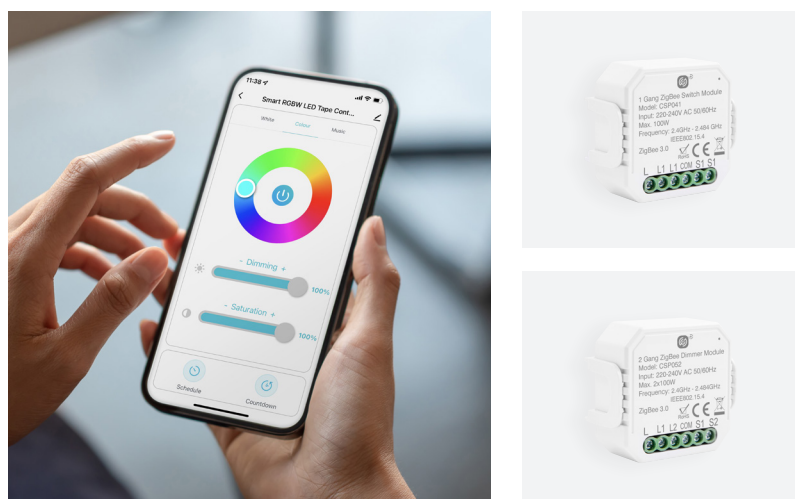 11:38
Smart RGBW LED Tape Cont...
White Colour Music
- Dimming +
100%
- Saturation +
100%
Schedule Countdown
1 Gang ZigBee Switch Module
Model: CSP041
Input: 220-240V AC 50/60Hz
Max. 100W
Frequency: 2.4GHz - 2.484 GHz
IEEE802.15.4
ZigBee 3.0 RoHS CE
L L1 L1 COM S1 S1
2 Gang ZigBee Dimmer Module
Model: CSP052
Input: 220-240V AC 50/60Hz
Max. 2x100W
Frequency: 2.4GHz - 2.484GHz
IEEE802.15.4
ZigBee 3.0 RoHS CE
L L1 L2 COM S1 S2